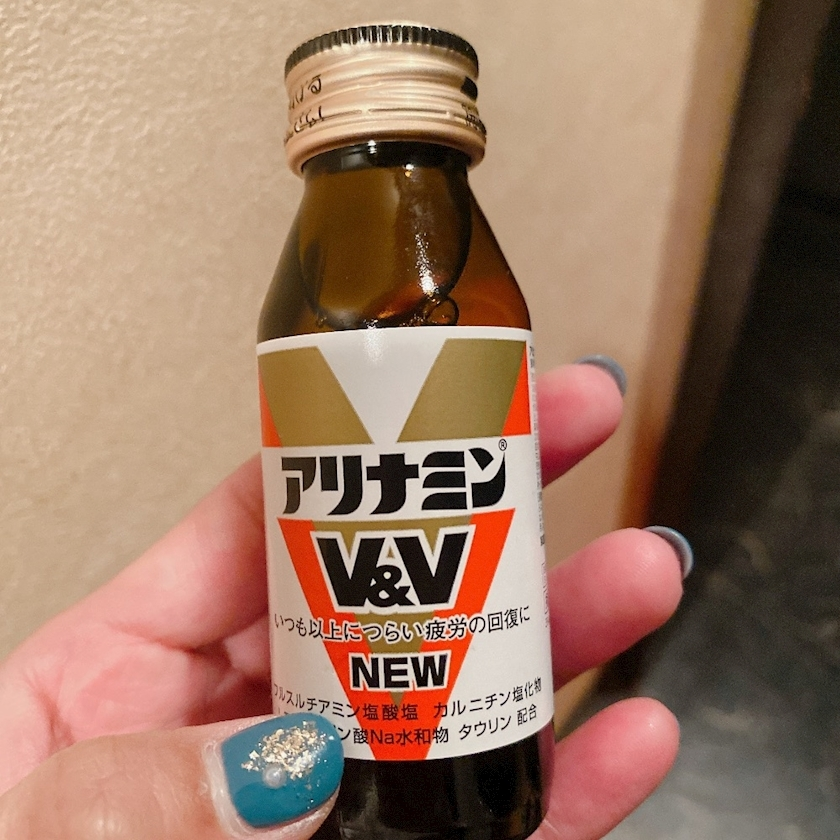 アリナミン®
V&V
いつも以上につらい疲労の回復に
NEW
フルスルチアミン塩酸塩 カルニチン塩化物
ン酸Na水和物 タウリン 配合